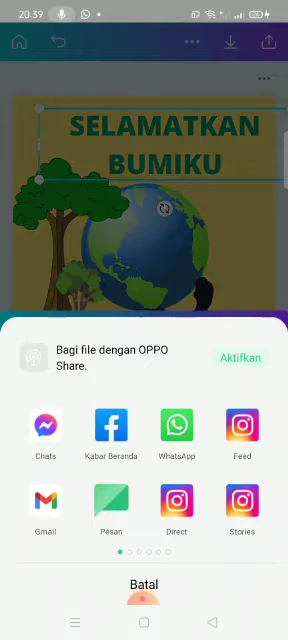 20.39
SELAMATKAN
BUMIKU
Bagi file dengan OPPO
Share.
Aktifkan
Chats
Kabar Beranda
WhatsApp
Feed
Gmail
Pesan
Direct
Stories
Batal